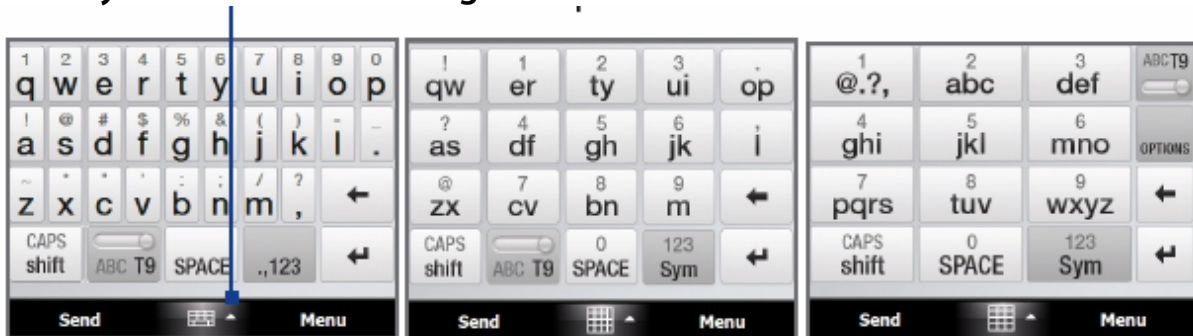 1 2 3 4 5 6 7 8 9 0
q w e r t y u i o p
! @ # $ % & ( ) - _
a s d f g h j k l .
~ / ?
z x c v b n m ,
CAPS
shift ABC T9 SPACE .,123
Send Menu
! 1 2 3 .
qw er ty ui op
? 4 5 6
as df gh jk
@ 7 8 9
zx cv bn m
CAPS 0 123
shift ABC T9 SPACE Sym
Send Menu
1 2 3 ABC T9
@.?, abc def
4 5 6
ghi jkl mno OPTIONS
7 8 9
pqrs tuv wxyz
CAPS 0 123
shift SPACE Sym
Send Menu